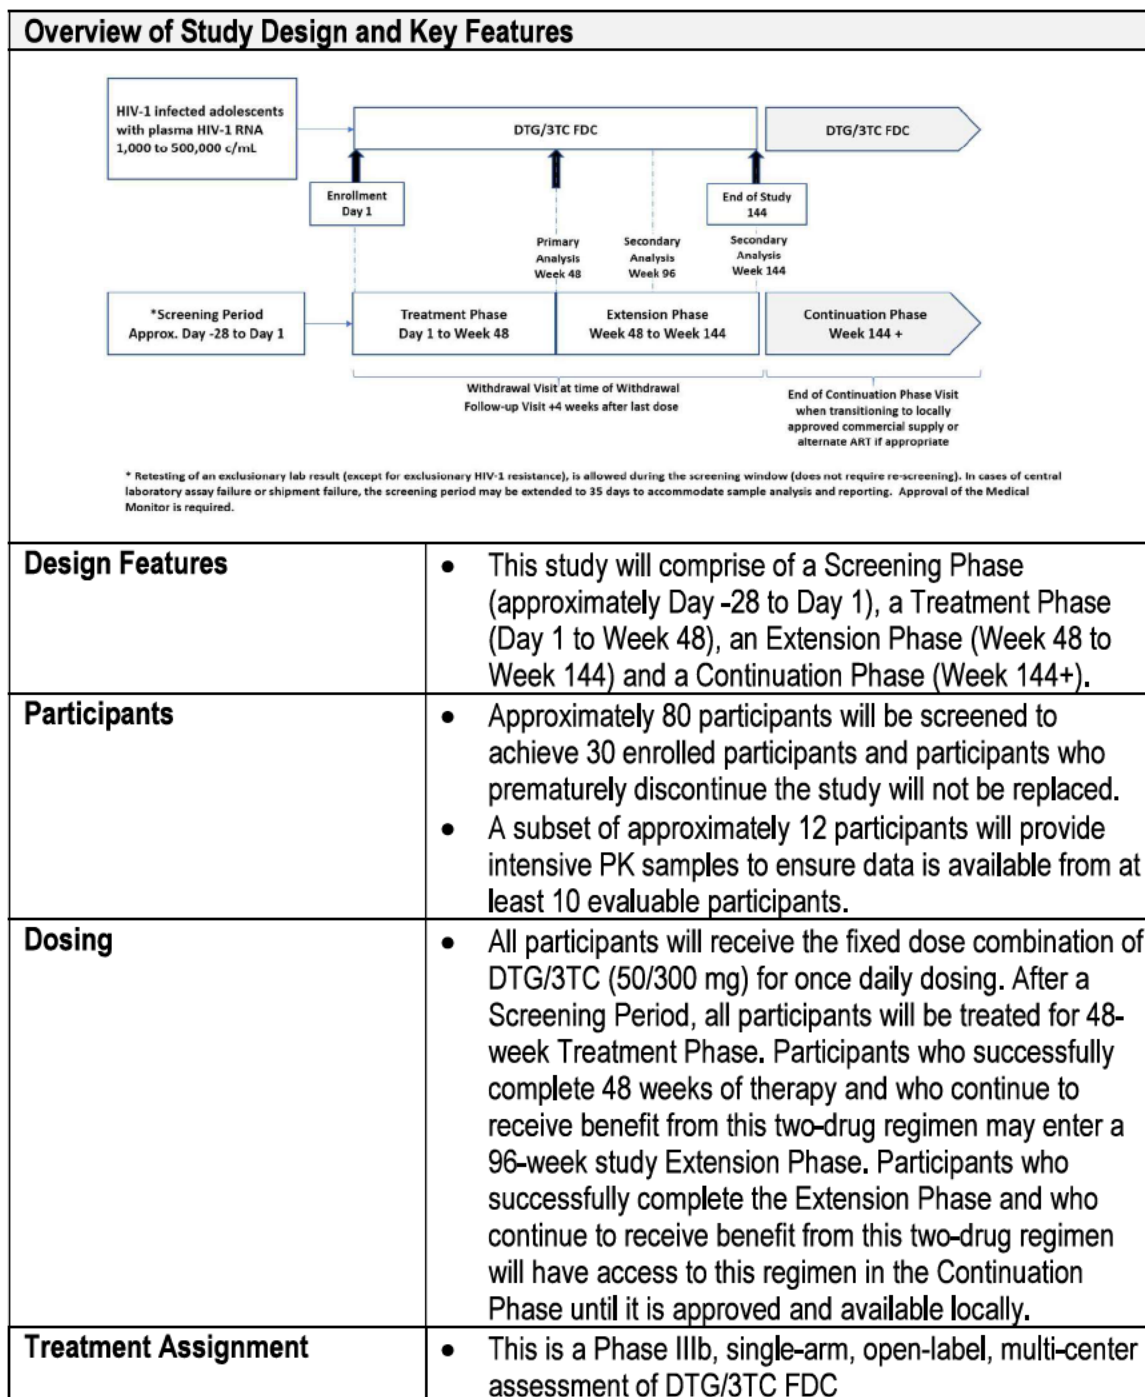 Overview of Study Design and Key Features
HIV-1 infected adolescents
with plasma HIV-1 RNA
1,000 to 500,000 c/mL
DTG/3TC FDC
DTG/3TC FDC
Enrollment
Day 1
End of Study
144
Primary
Analysis
Week 48
Secondary
Analysis
Week 96
Secondary
Analysis
Week 144
*Screening Period
Approx. Day -28 to Day 1
Treatment Phase
Day 1 to Week 48
Extension Phase
Week 48 to Week 144
Continuation Phase
Week 144 +
Withdrawal Visit at time of Withdrawal
Follow-up Visit +4 weeks after last dose
End of Continuation Phase Visit
when transitioning to locally
approved commercial supply or
alternate ART if appropriate
* Retesting of an exclusionary lab result (except for exclusionary HIV-1 resistance), is allowed during the screening window (does not require re-screening). In cases of central
laboratory assay failure or shipment failure, the screening period may be extended to 35 days to accommodate sample analysis and reporting. Approval of the Medical
Monitor is required.
Design Features
• This study will comprise of a Screening Phase
(approximately Day -28 to Day 1), a Treatment Phase
(Day 1 to Week 48), an Extension Phase (Week 48 to
Week 144) and a Continuation Phase (Week 144+).
Participants
• Approximately 80 participants will be screened to
achieve 30 enrolled participants and participants who
prematurely discontinue the study will not be replaced.
• A subset of approximately 12 participants will provide
intensive PK samples to ensure data is available from at
least 10 evaluable participants.
Dosing
• All participants will receive the fixed dose combination of
DTG/3TC (50/300 mg) for once daily dosing. After a
Screening Period, all participants will be treated for 48-
week Treatment Phase. Participants who successfully
complete 48 weeks of therapy and who continue to
receive benefit from this two-drug regimen may enter a
96-week study Extension Phase. Participants who
successfully complete the Extension Phase and who
continue to receive benefit from this two-drug regimen
will have access to this regimen in the Continuation
Phase until it is approved and available locally.
Treatment Assignment
• This is a Phase IIIb, single-arm, open-label, multi-center
assessment of DTG/3TC FDC